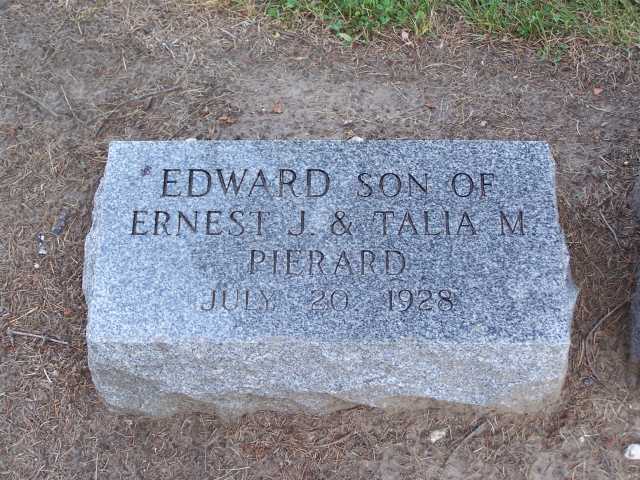 EDWARD SON OF
ERNEST J. & TALIA M.
PIERARD
JULY 20 1928